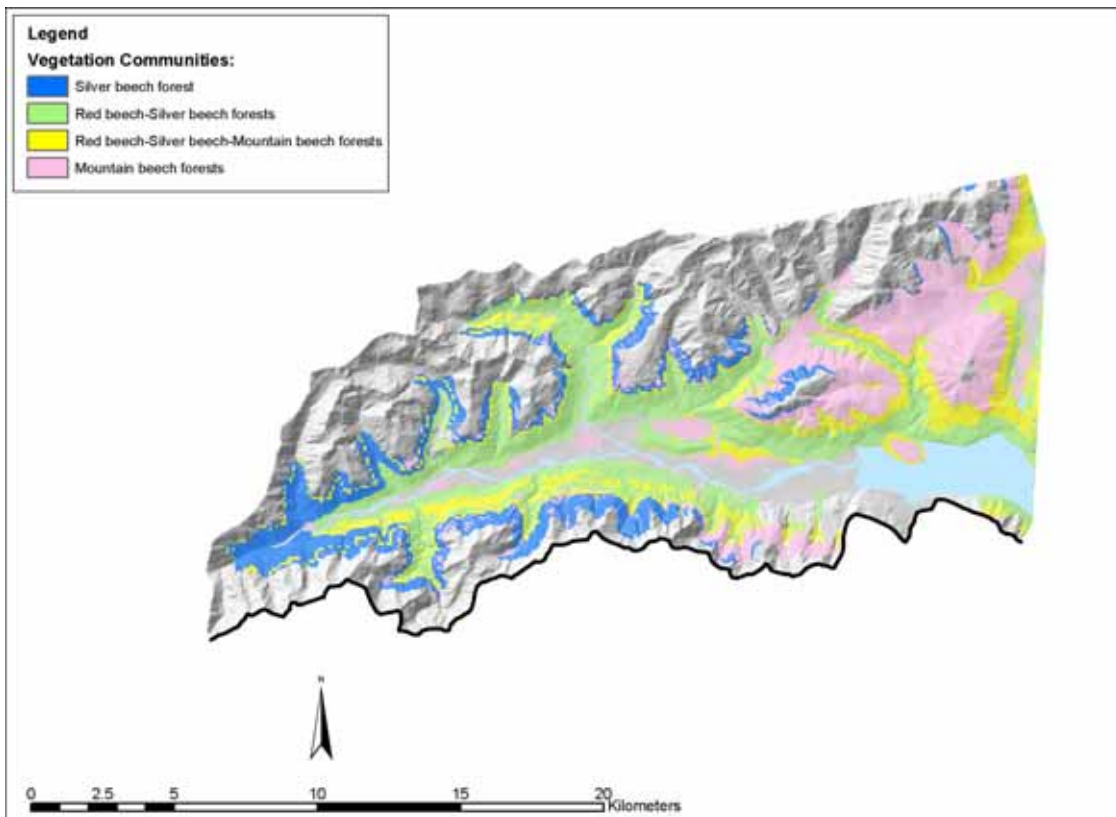 Legend
Vegetation Communities:
Silver beech forest
Red beech-Silver beech forests
Red beech-Silver beech-Mountain beech forests
Mountain beech forests
N
0 2.5 5 10 15 20 Kilometers